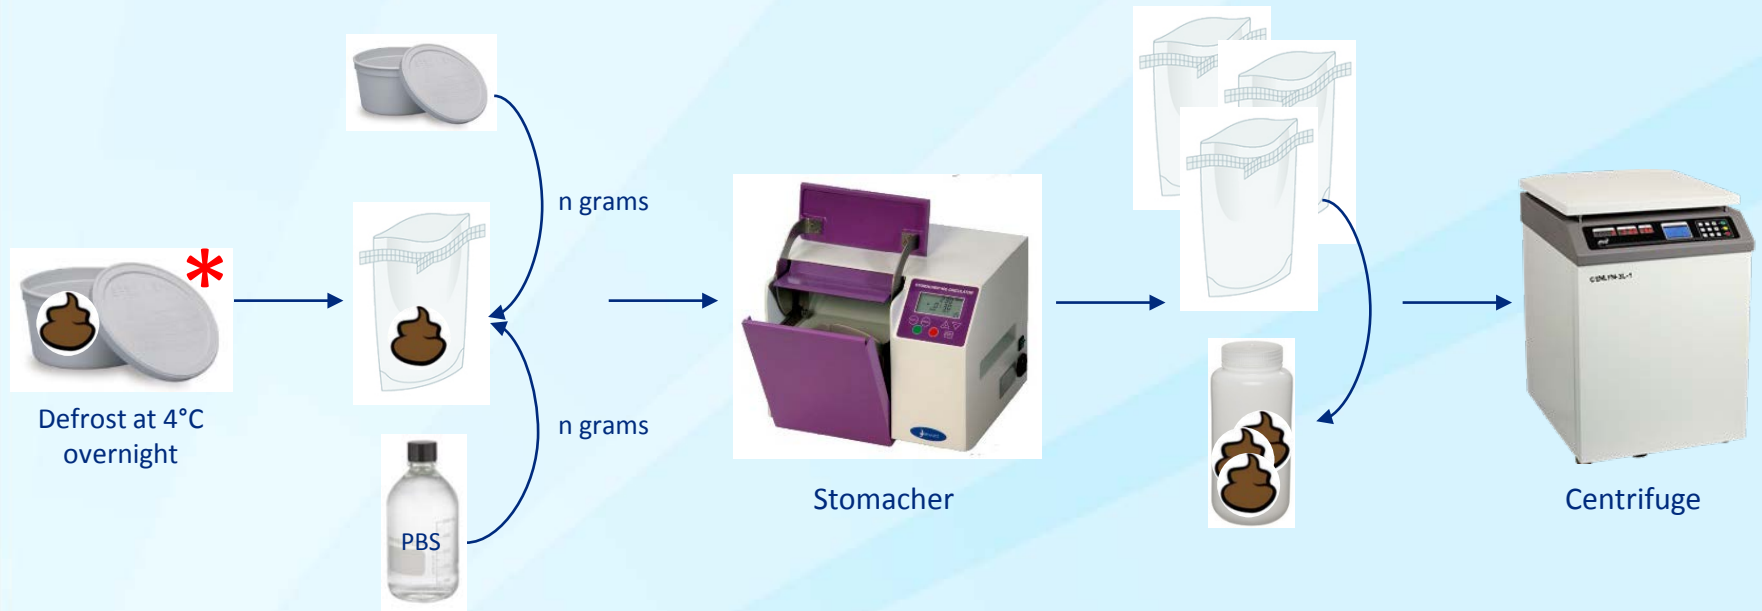 n grams
*
Defrost at 4°C
overnight
n grams
PBS
Stomacher
Centrifuge